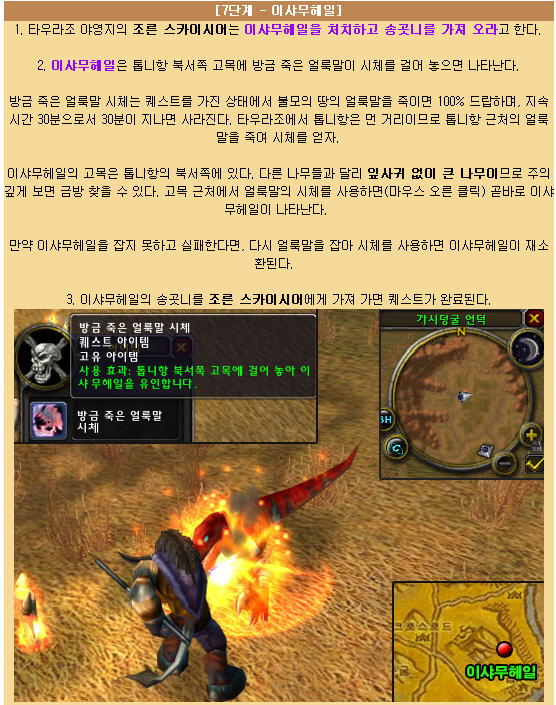 [7단계 - 이샤무헤일]
1. 타우라조 야영지의 조른 스카이시어는 이샤무헤일을 처치하고 송곳니를 가져 오라고 한다.
2. 이샤무헤일은 톱니항 북서쪽 고목에 방금 죽은 얼룩말이 시체를 걸어 놓으면 나타난다.
방금 죽은 얼룩말 시체는 퀘스트를 가진 상태에서 불모의 땅의 얼룩말을 죽이면 100% 드랍하며, 지속
시간 30분으로서 30분이 지나면 사라진다. 타우라조에서 톱니항은 먼 거리이므로 톱니항 근처의 얼룩
말을 죽여 시체를 얻자.
이샤무헤일의 고목은 톱니항의 북서쪽에 있다. 다른 나무들과 달리 잎사귀 없이 큰 나무이므로 주의
깊게 보면 금방 찾을 수 있다. 고목 근처에서 얼룩말의 시체를 사용하면(마우스 오른 클릭) 곧바로 이샤
무헤일이 나타난다.
만약 이샤무헤일을 잡지 못하고 실패한다면, 다시 얼룩말을 잡아 시체를 사용하면 이샤무헤일이 재소
환된다.
3. 이샤무헤일의 송곳니를 조른 스카이시어에게 가져 가면 퀘스트가 완료된다.
방금 죽은 얼룩말 시체
퀘스트 아이템
고유 아이템
사용 효과: 톱니항 북서쪽 고목에 걸어 놓아 이
샤무헤일을 유인합니다.
방금 죽은 얼룩말
시체
가시덩굴 언덕
N
크로스로드
이샤무헤일